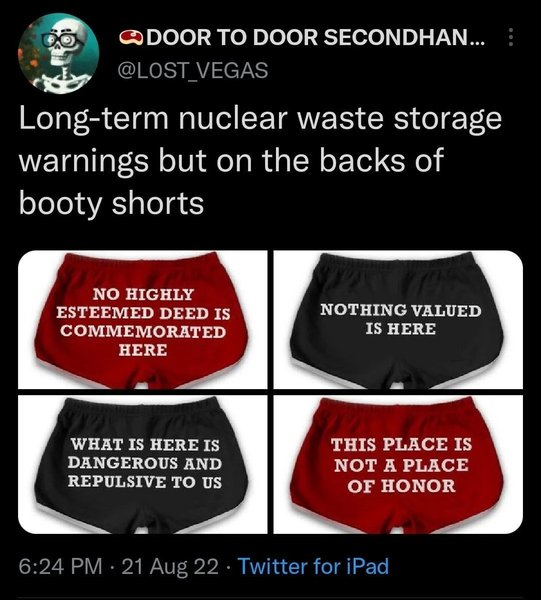 DOOR TO DOOR SECONDHAN...
@L0ST_VEGAS
Long-term nuclear waste storage
warnings but on the backs of
booty shorts
NO HIGHLY
ESTEEMED DEED IS
COMMEMORATED
HERE
NOTHING VALUED
IS HERE
WHAT IS HERE IS
DANGEROUS AND
REPULSIVE TO US
THIS PLACE IS
NOT A PLACE
OF HONOR
6:24 PM · 21 Aug 22 · Twitter for iPad